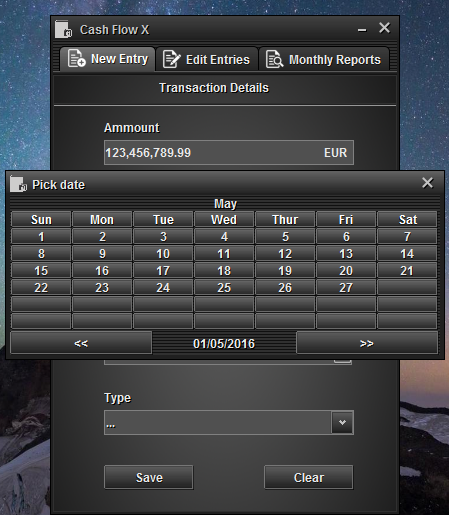 Cash Flow X
New Entry Edit Entries Monthly Reports
Transaction Details
Ammount
123,456,789.99 EUR
Pick date
May
Sun Mon Tue Wed Thur Fri Sat
1 2 3 4 5 6 7
8 9 10 11 12 13 14
15 16 17 18 19 20 21
22 23 24 25 26 27
<< 01/05/2016 >>
Type
...
Save Clear